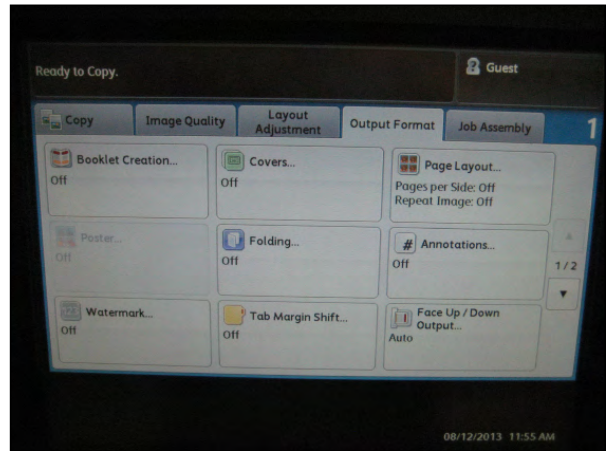 Ready to Copy.
Guest
Copy
Image Quality
Layout
Adjustment
Output Format
Job Assembly
1
Booklet Creation...
Off
Covers...
Off
Page Layout...
Pages per Side: Off
Repeat Image: Off
Poster...
Off
Folding...
Off
# Annotations...
Off
1/2
Watermark...
Off
Tab Margin Shift...
Off
Face Up / Down
Output...
Auto
08/12/2013 11:55 AM